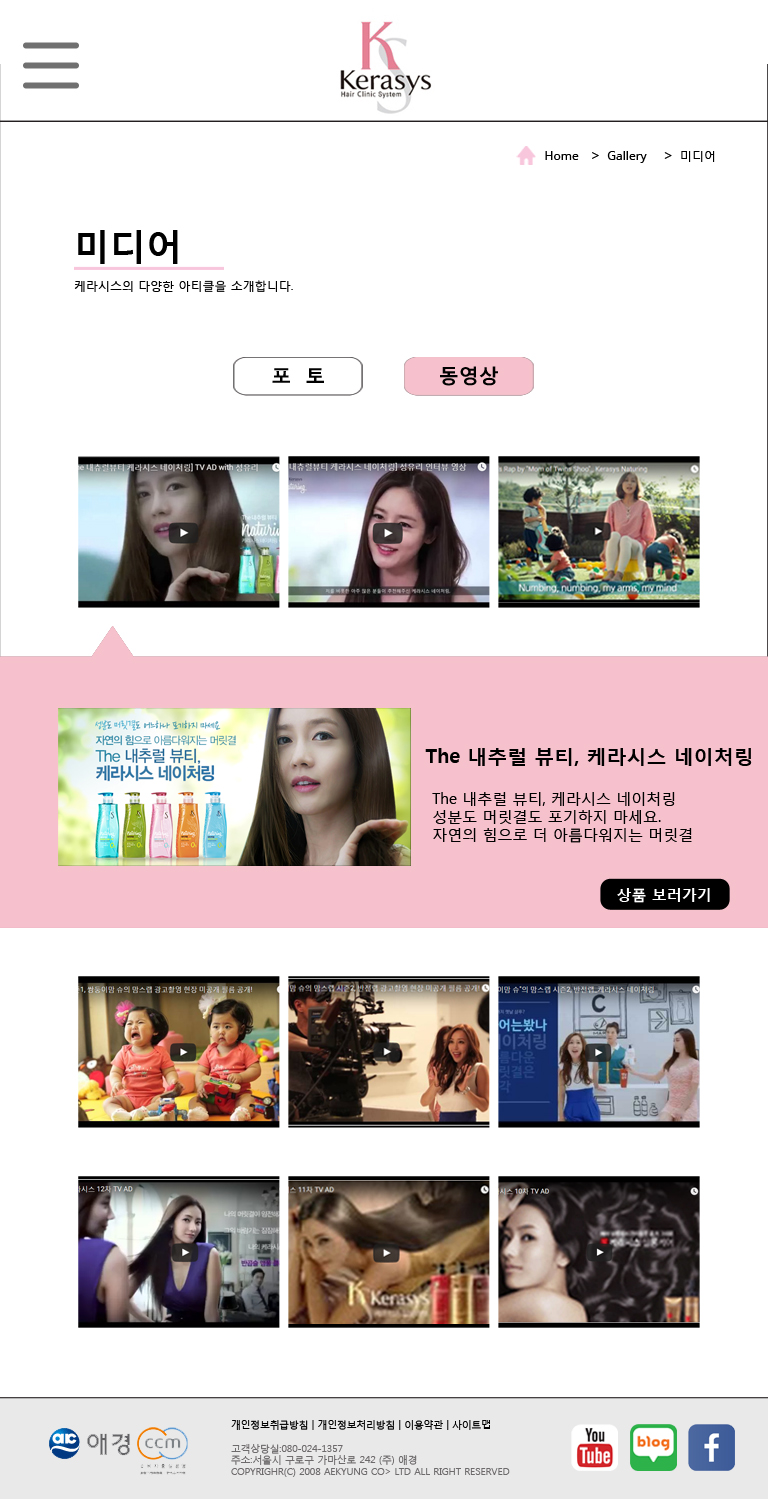 K S
Kerasys
Hair Clinic System
Home > Gallery > 미디어
미디어
케라시스의 다양한 아티클을 소개합니다.
포 토
동영상
내츄럴뷰티 케라시스 네이처링] TV AD with 성유리
내츄럴뷰티 케라시스 네이처링] 성유리 인터뷰 영상
Rap by "Mom of Twins Shoo", Kerasys Naturing
Numbing, numbing, my arms, my mind
성분도 머릿결도 어느하나 포기하지 마세요
자연의 힘으로 아름다워지는 머릿결
The 내추럴 뷰티,
케라시스 네이처링
The 내추럴 뷰티, 케라시스 네이처링
The 내추럴 뷰티, 케라시스 네이처링
성분도 머릿결도 포기하지 마세요.
자연의 힘으로 더 아름다워지는 머릿결
상품 보러가기
쌍둥이맘 슈의 맘스랩 광고촬영 현장 미공개 필름 공개!
슈의 맘스랩 시즌2, 반전랩 광고촬영 현장 미공개 필름 공개!
슈"의 맘스랩 시즌2, 반전랩_케라시스 네이처링
12차 TV AD
11차 TV AD
10차 TV AD
Kerasys
애경
ccm
개인정보취급방침 | 개인정보처리방침 | 이용약관 | 사이트맵
고객상당실:080-024-1357
주소:서울시 구로구 가마산로 242 (주) 애경
COPYRIGHR(C) 2008 AEKYUNG CO> LTD ALL RIGHT RESERVED
You
Tube
blog
f